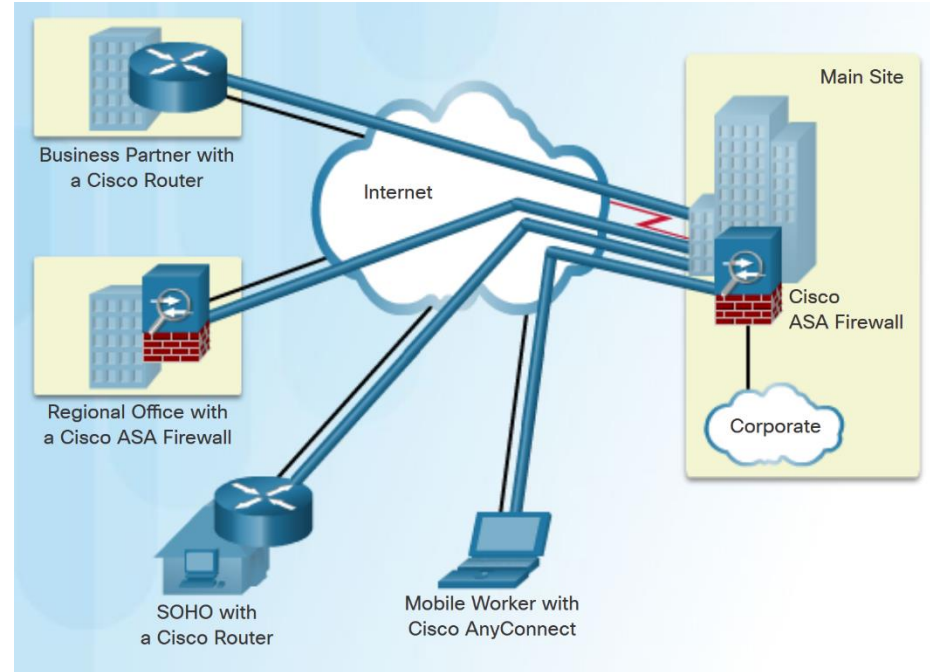 Main Site
Business Partner with
a Cisco Router
Internet
Cisco
ASA Firewall
Regional Office with
a Cisco ASA Firewall
Corporate
SOHO with
a Cisco Router
Mobile Worker with
Cisco AnyConnect